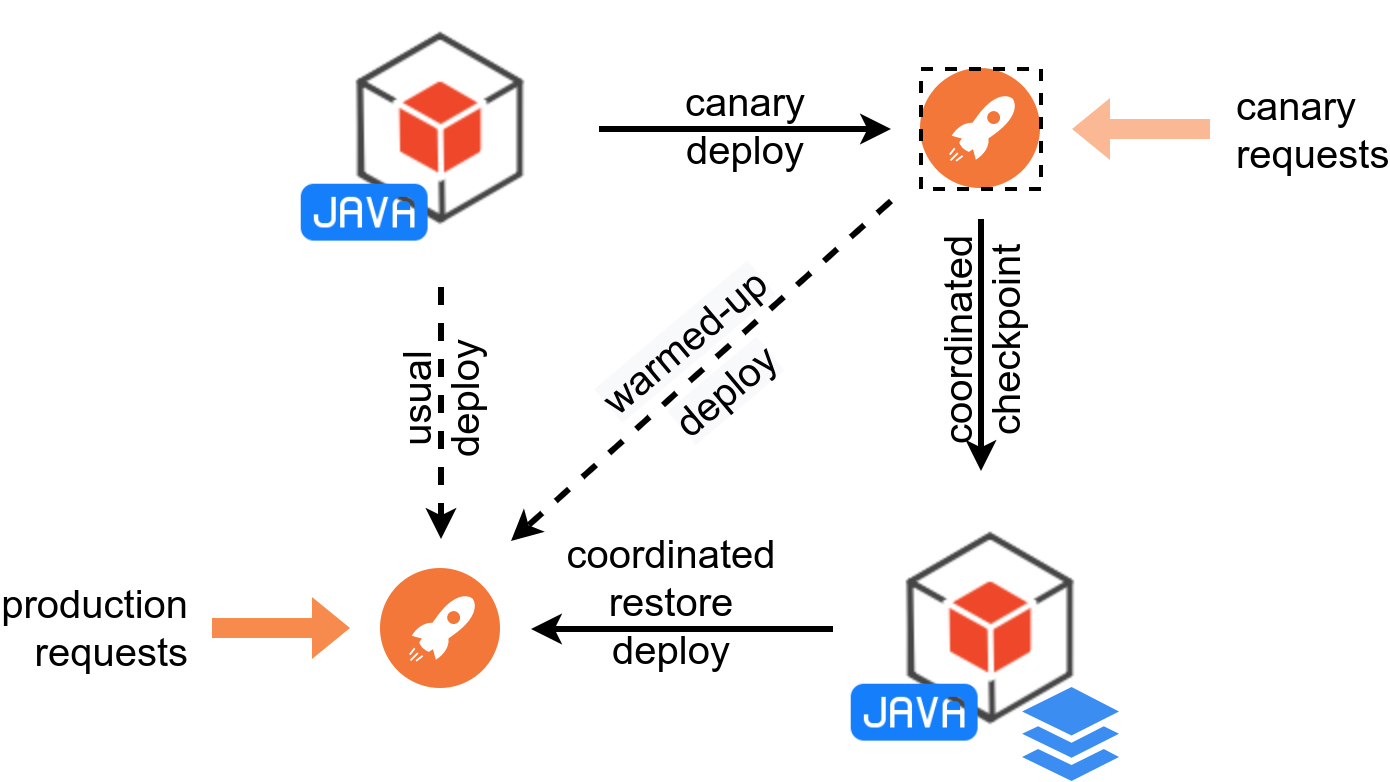 canary
deploy
canary
requests
JAVA
coordinated
checkpoint
warmed-up
deploy
usual
deploy
coordinated
restore
deploy
production
requests
JAVA